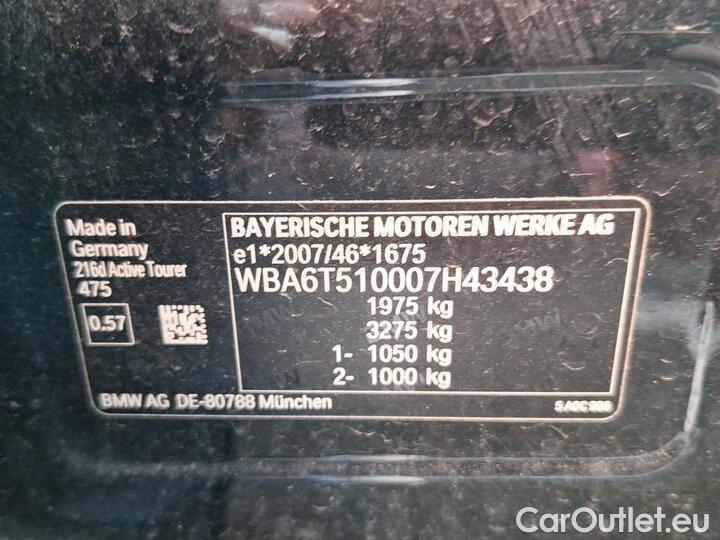 Made in
Germany
216d Active Tourer
475
0.57
BAYERISCHE MOTOREN WERKE AG
e1*2007/46*1675
WBA6T510007H43438
1975 kg
3275 kg
1- 1050 kg
2- 1000 kg
BMW AG DE-80788 München
CarOutlet.eu